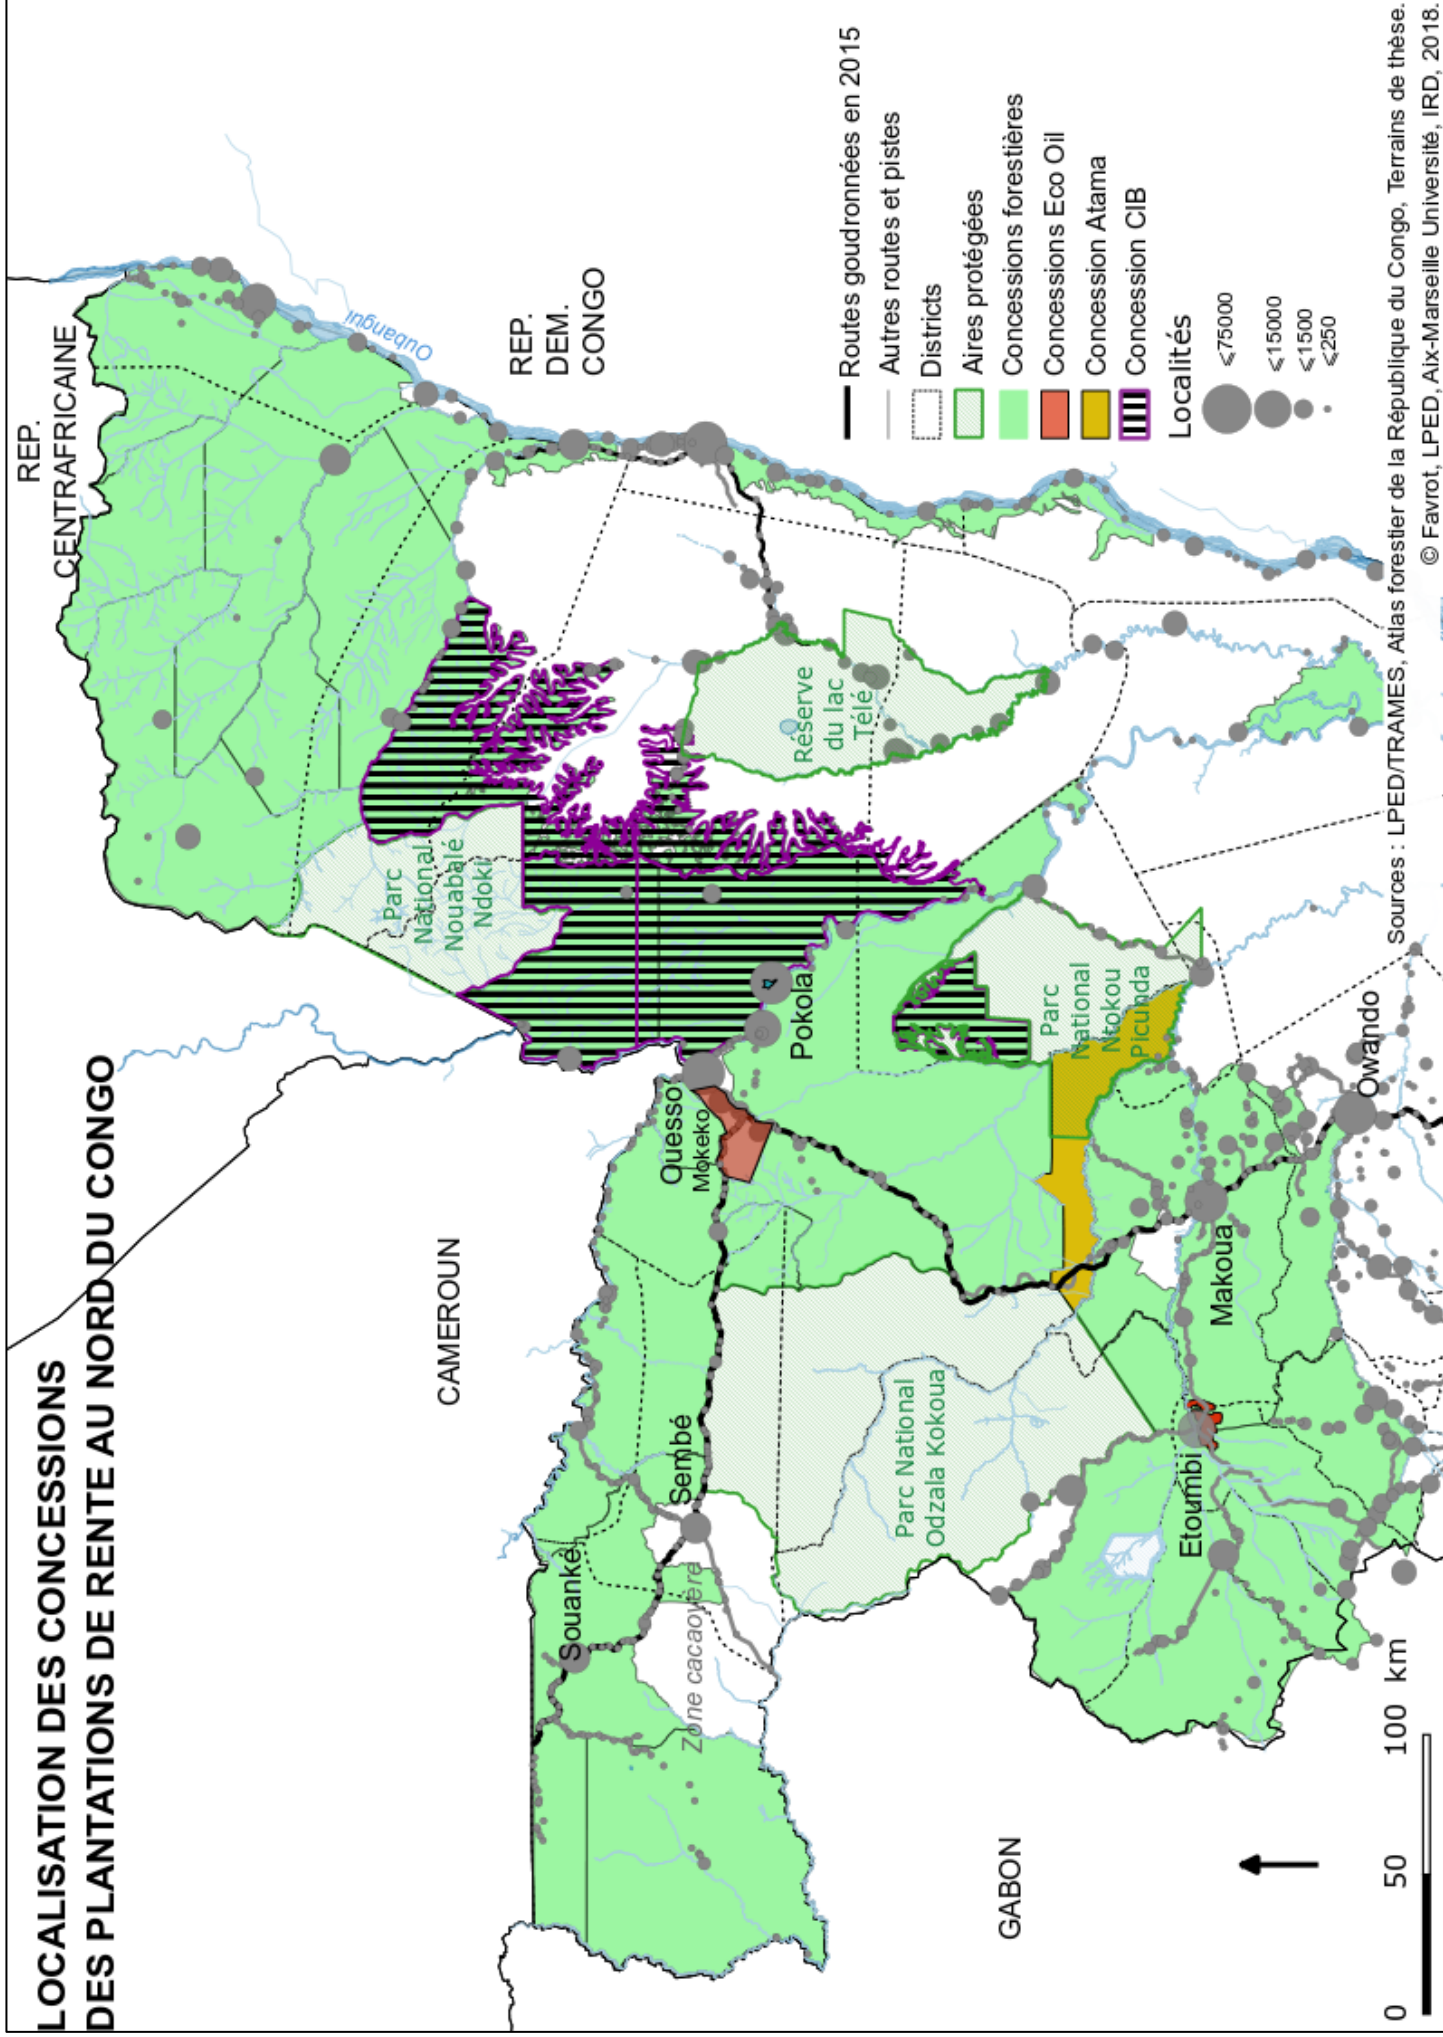 LOCALISATION DES CONCESSIONS
DES PLANTATIONS DE RENTE AU NORD DU CONGO
REP.
CENTRAFRICAINE
CAMEROUN
Oubangui
REP.
DEM.
CONGO
Parc
National
Nouabalé
Ndoki
Souanké
Sembé
Zone cacaoyère
Ouesso
Mokeko
Pokola
Réserve
du lac
Télé
Parc National
Odzala Kokoua
Parc
National
Ntokou
Picunda
GABON
Etoumbi
Makoua
Owando
Routes goudronnées en 2015
Autres routes et pistes
Districts
Aires protégées
Concessions forestières
Concessions Eco Oil
Concession Atama
Concession CIB
Localités
⩽75000
⩽15000
⩽1500
⩽250
0 50 100 km
Sources : LPED/TRAMES, Atlas forestier de la République du Congo, Terrains de thèse.
© Favrot, LPED, Aix-Marseille Université, IRD, 2018.